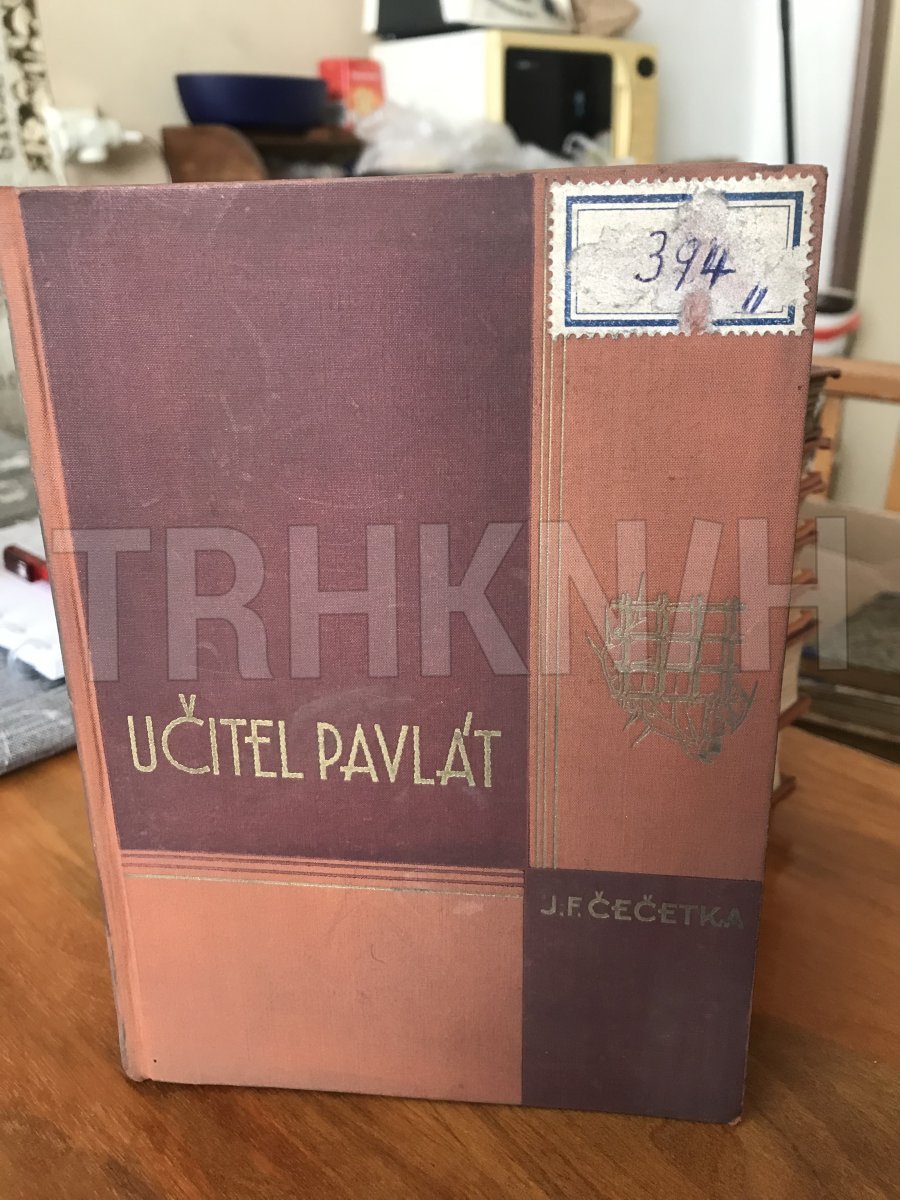 394 "
TRHKNIH
UČITEL PAVLÁT
J. F. ČEČETKA